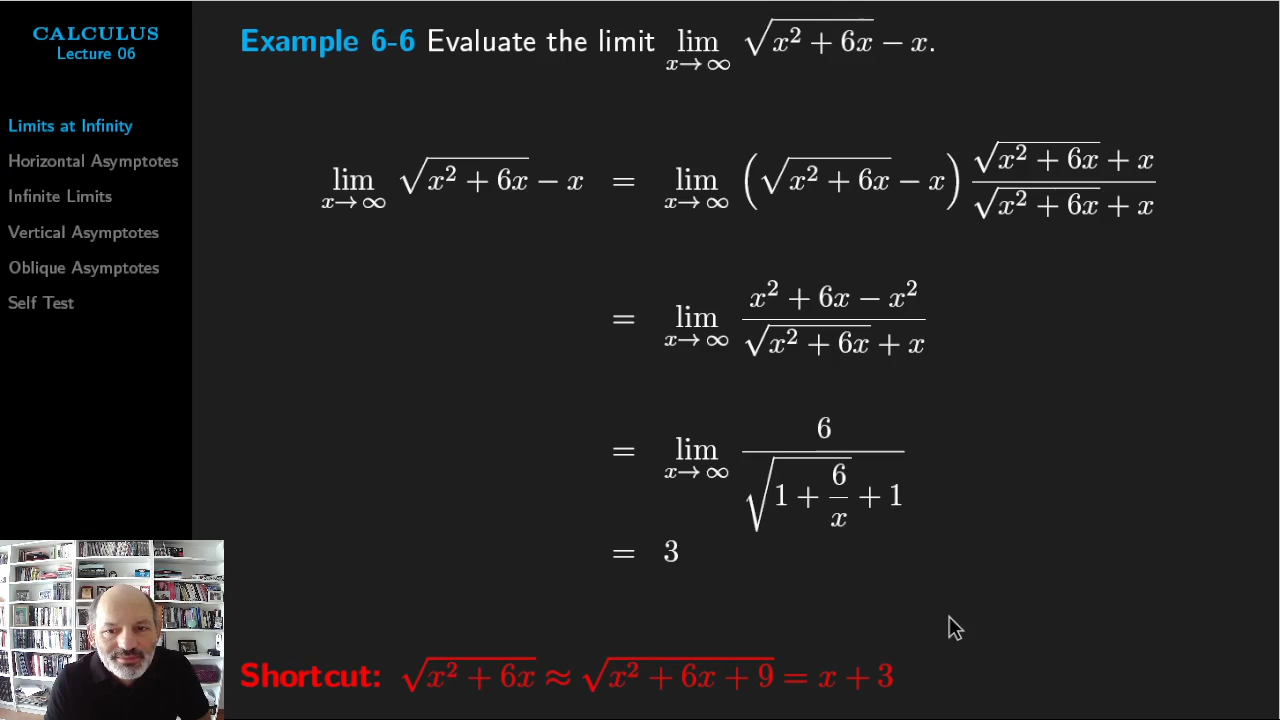 CALCULUS
Lecture 06
Limits at Infinity
Horizontal Asymptotes
Infinite Limits
Vertical Asymptotes
Oblique Asymptotes
Self Test
Example 6-6 Evaluate the limit lim_{x→∞} √(x² + 6x) − x.
lim_{x→∞} √(x² + 6x) − x = lim_{x→∞} (√(x² + 6x) − x) (√(x² + 6x) + x)/(√(x² + 6x) + x)
= lim_{x→∞} (x² + 6x − x²)/(√(x² + 6x) + x)
= lim_{x→∞} 6/(√(1 + 6/x) + 1)
= 3
Shortcut: √(x² + 6x) ≈ √(x² + 6x + 9) = x + 3